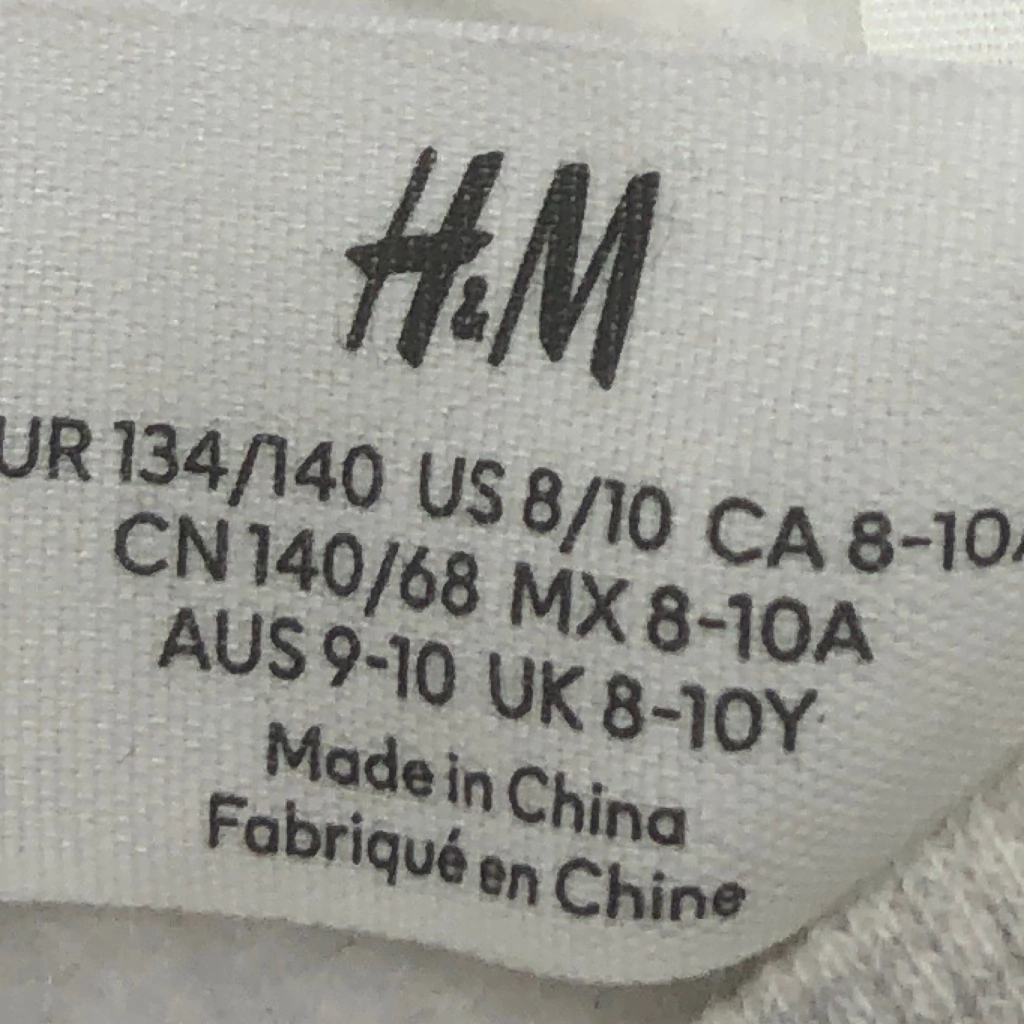 H&M
UR 134/140 US 8/10 CA 8-10A
CN 140/68 MX 8-10A
AUS 9-10 UK 8-10Y
Made in China
Fabriqué en Chine